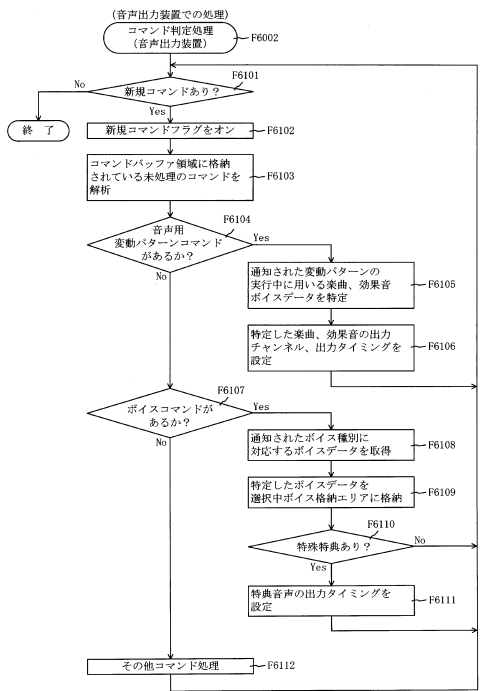 (音声出力装置での処理)
コマンド判定処理
(音声出力装置)
F6002
F6101
No
新規コマンドあり?
Yes
終 了
新規コマンドフラグをオン
F6102
コマンドバッファ領域に格納
されている未処理のコマンドを
解析
F6103
F6104
音声用
変動パターンコマンド
があるか?
Yes
No
通知された変動パターンの
実行中に用いる楽曲、効果音
ボイスデータを特定
F6105
特定した楽曲、効果音の出力
チャンネル、出力タイミングを
設定
F6106
F6107
ボイスコマンドが
あるか?
Yes
No
通知されたボイス種別に
対応するボイスデータを取得
F6108
特定したボイスデータを
選択中ボイス格納エリアに格納
F6109
F6110
特殊特典あり?
No
Yes
特典音声の出力タイミングを
設定
F6111
その他コマンド処理
F6112